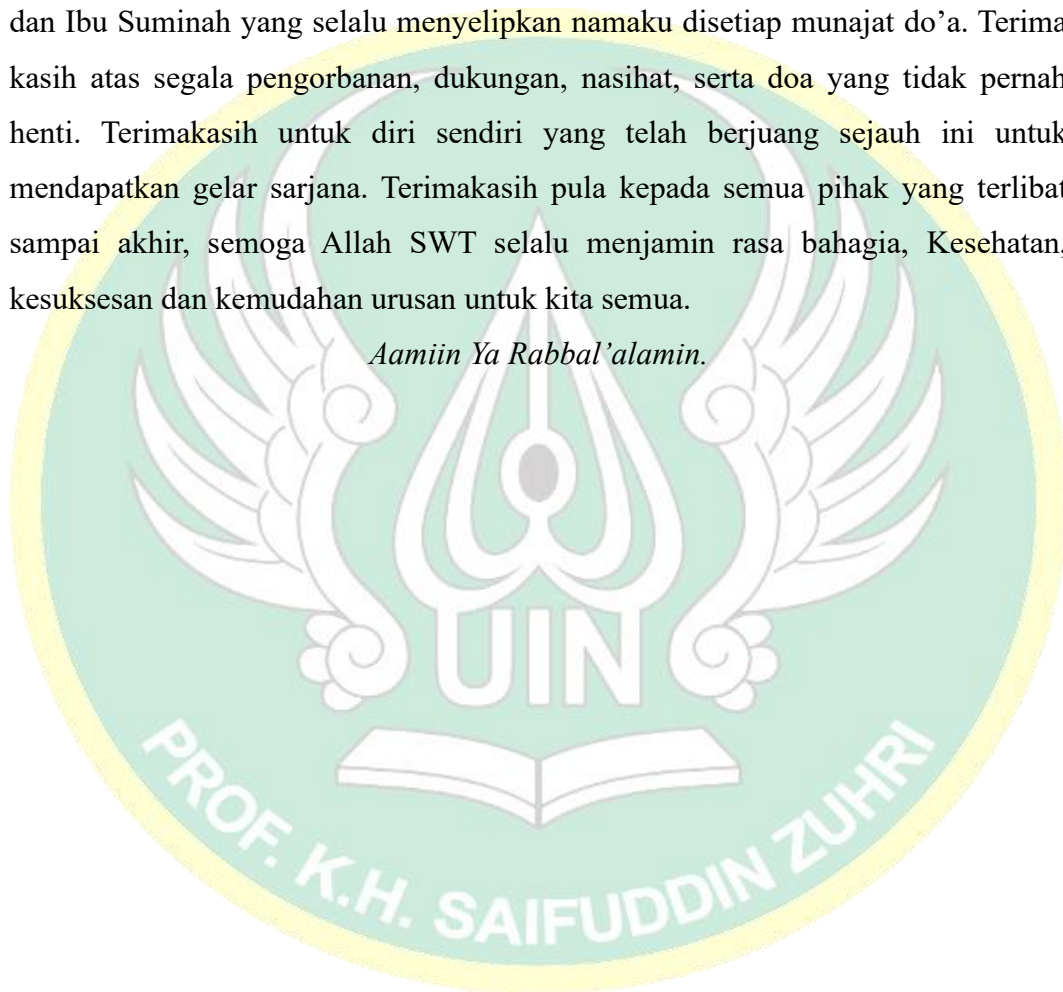 dan Ibu Suminah yang selalu menyelipkan namaku disetiap munajat do’a. Terima
kasih atas segala pengorbanan, dukungan, nasihat, serta doa yang tidak pernah
henti. Terimakasih untuk diri sendiri yang telah berjuang sejauh ini untuk
mendapatkan gelar sarjana. Terimakasih pula kepada semua pihak yang terlibat
sampai akhir, semoga Allah SWT selalu menjamin rasa bahagia, Kesehatan,
kesuksesan dan kemudahan urusan untuk kita semua.
Aamiin Ya Rabbal’alamin.
UIN
PROF. K.H. SAIFUDDIN ZUHRI